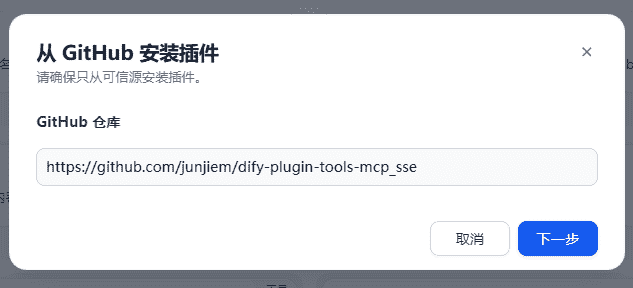 从 GitHub 安装插件
请确保只从可信源安装插件。
GitHub 仓库
https://github.com/junjiem/dify-plugin-tools-mcp_sse
取消
下一步